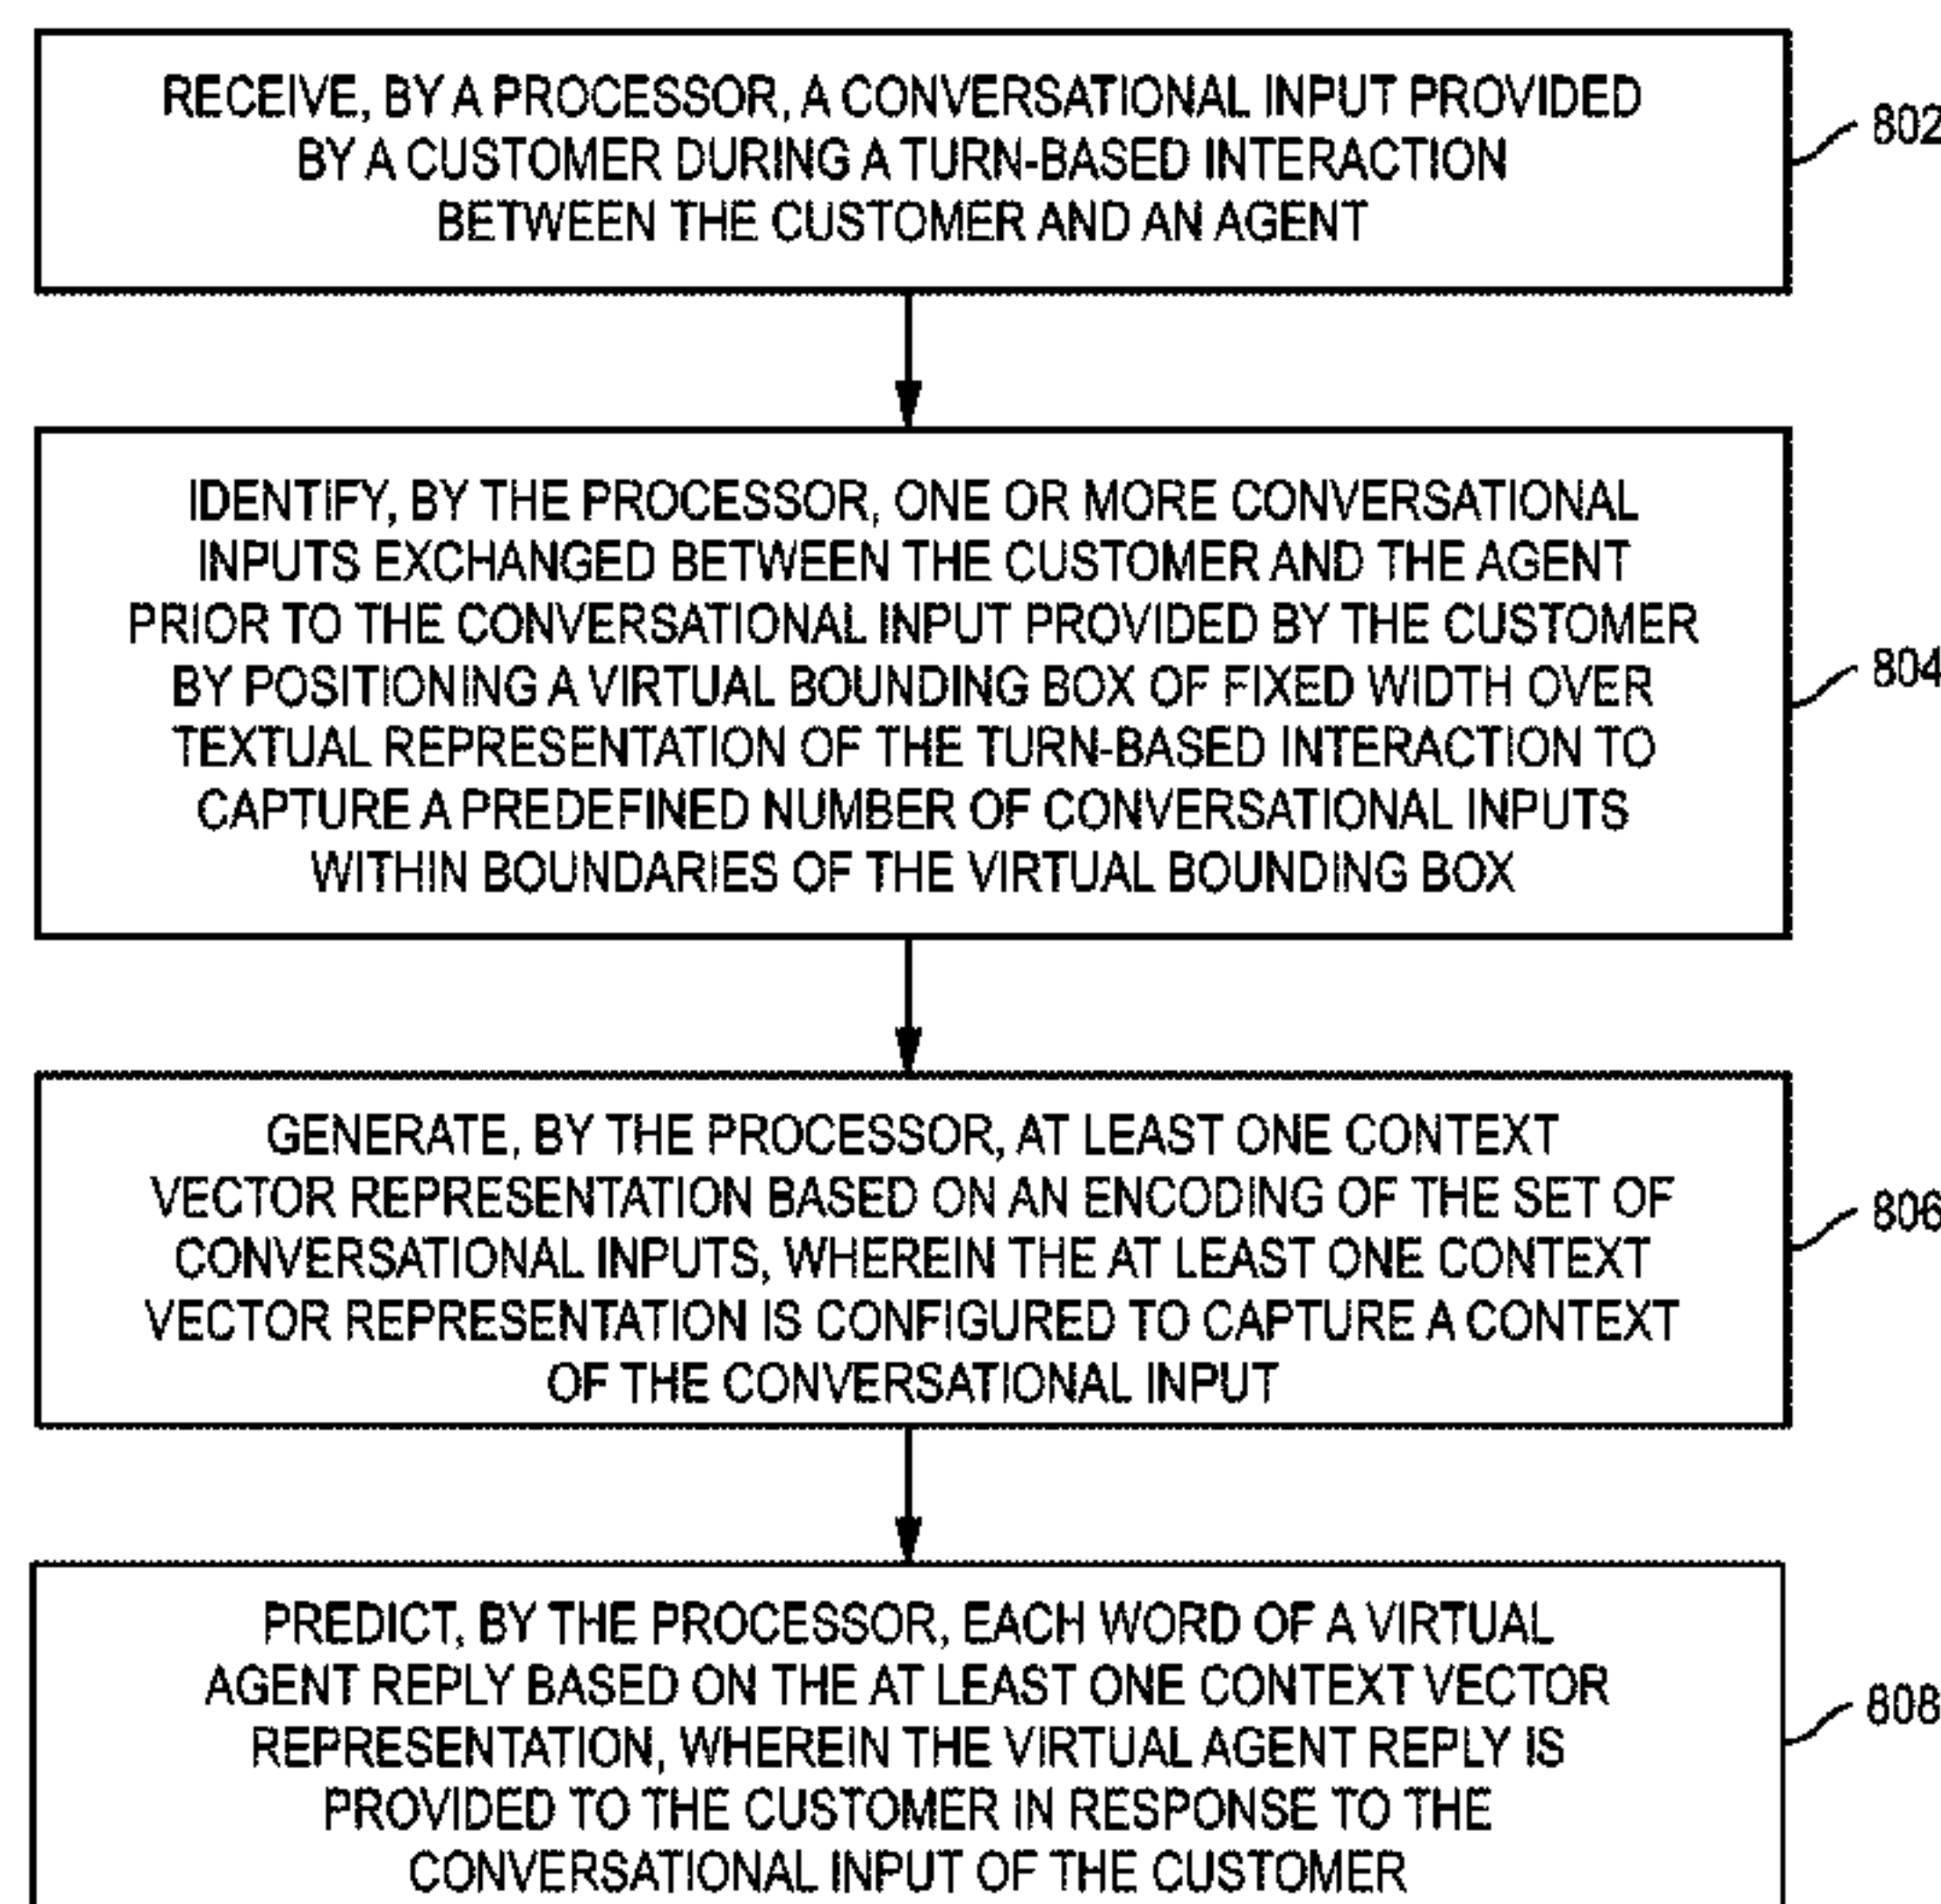 RECEIVE, BY A PROCESSOR, A CONVERSATIONAL INPUT PROVIDED
BY A CUSTOMER DURING A TURN-BASED INTERACTION
BETWEEN THE CUSTOMER AND AN AGENT
802
IDENTIFY, BY THE PROCESSOR, ONE OR MORE CONVERSATIONAL
INPUTS EXCHANGED BETWEEN THE CUSTOMER AND THE AGENT
PRIOR TO THE CONVERSATIONAL INPUT PROVIDED BY THE CUSTOMER
BY POSITIONING A VIRTUAL BOUNDING BOX OF FIXED WIDTH OVER
TEXTUAL REPRESENTATION OF THE TURN-BASED INTERACTION TO
CAPTURE A PREDEFINED NUMBER OF CONVERSATIONAL INPUTS
WITHIN BOUNDARIES OF THE VIRTUAL BOUNDING BOX
804
GENERATE, BY THE PROCESSOR, AT LEAST ONE CONTEXT
VECTOR REPRESENTATION BASED ON AN ENCODING OF THE SET OF
CONVERSATIONAL INPUTS, WHEREIN THE AT LEAST ONE CONTEXT
VECTOR REPRESENTATION IS CONFIGURED TO CAPTURE A CONTEXT
OF THE CONVERSATIONAL INPUT
806
PREDICT, BY THE PROCESSOR, EACH WORD OF A VIRTUAL
AGENT REPLY BASED ON THE AT LEAST ONE CONTEXT VECTOR
REPRESENTATION, WHEREIN THE VIRTUAL AGENT REPLY IS
PROVIDED TO THE CUSTOMER IN RESPONSE TO THE
CONVERSATIONAL INPUT OF THE CUSTOMER
808